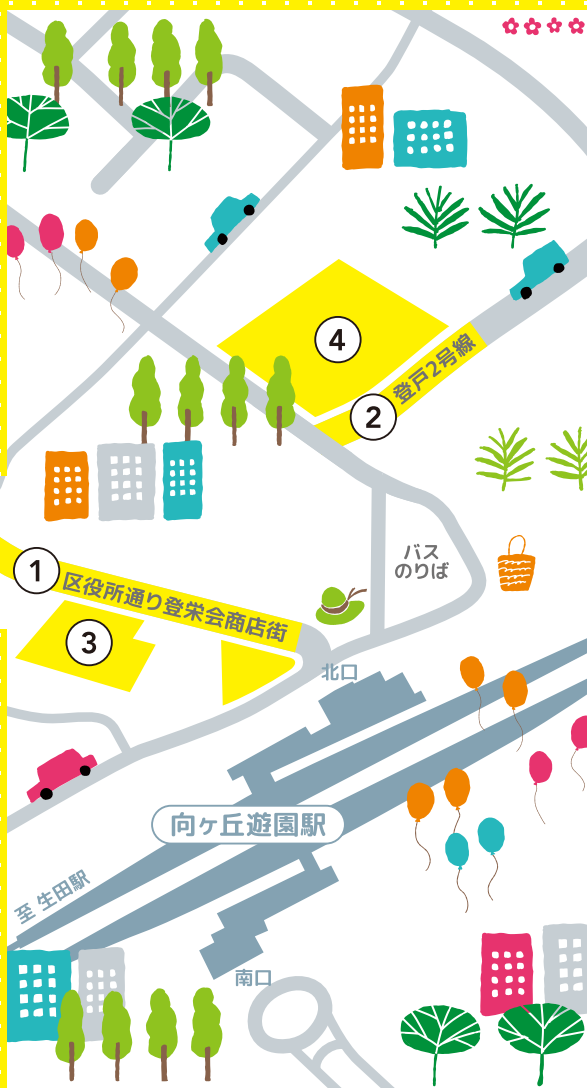 4
登戸2号線
2
バス
のりば
1
区役所通り登栄会商店街
3
北口
向ヶ丘遊園駅
至 生田駅
南口